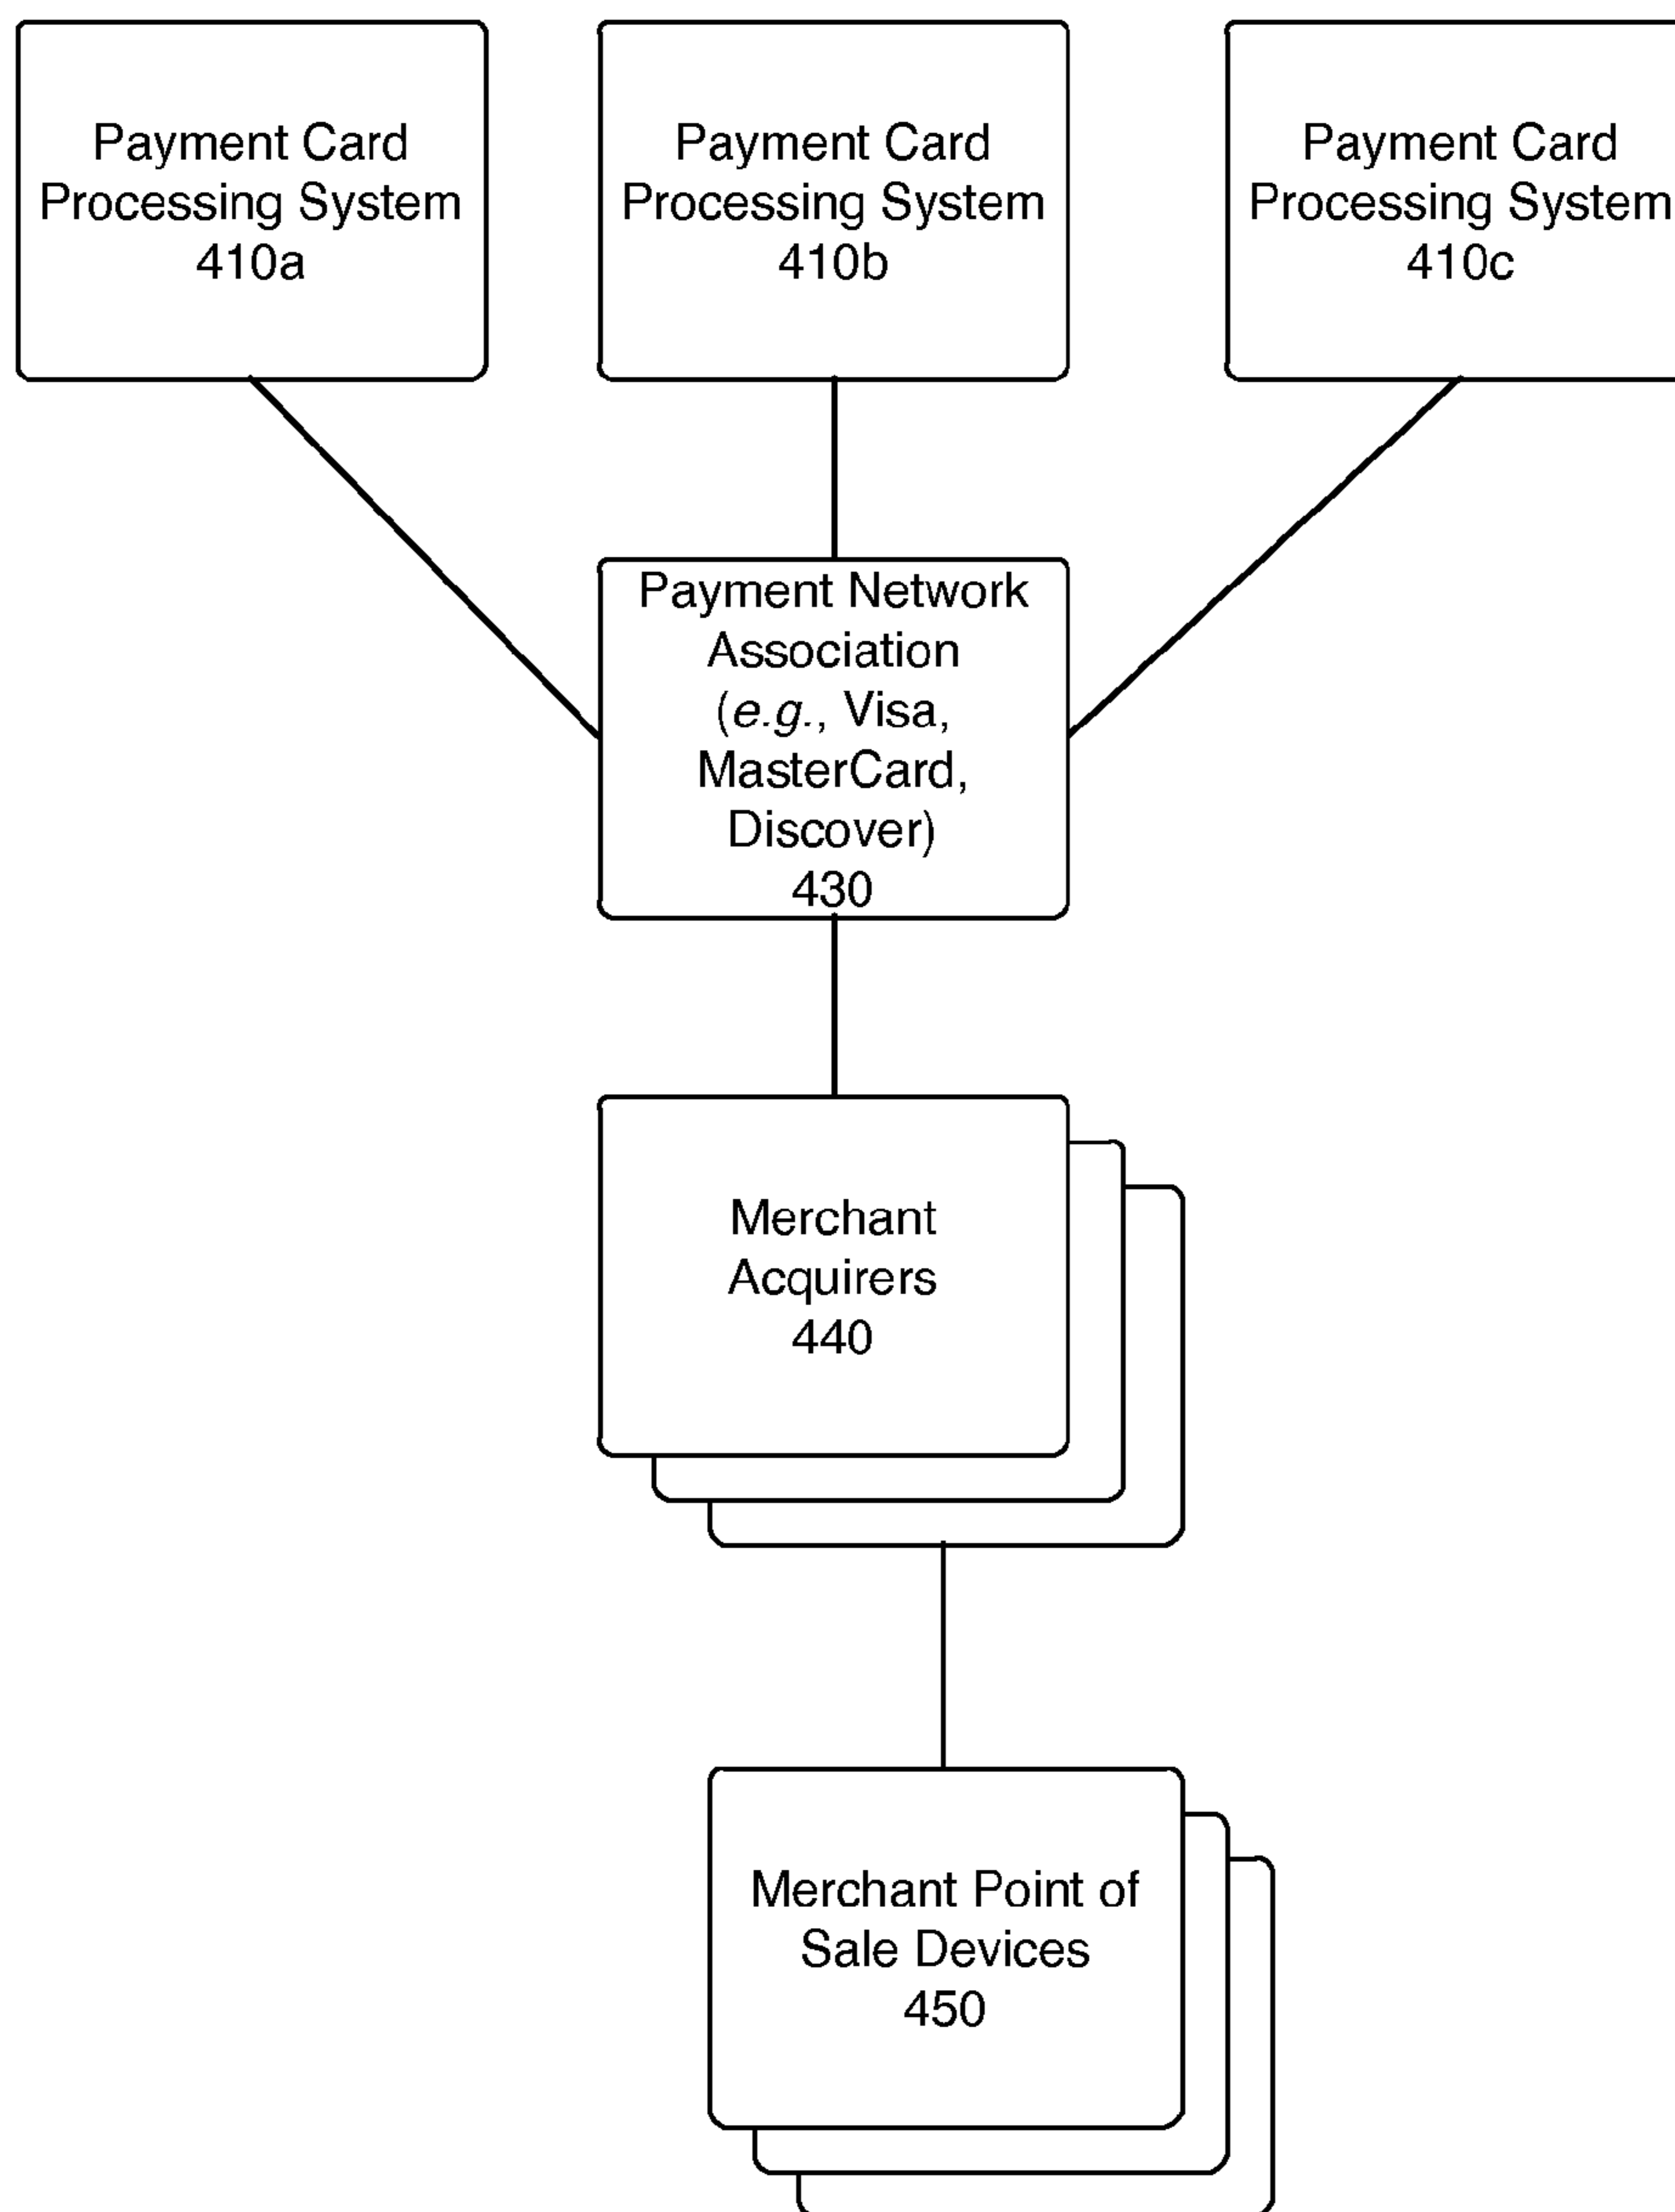 Payment Card
Processing System
410a
Payment Card
Processing System
410b
Payment Card
Processing System
410c
Payment Network
Association
(e.g., Visa,
MasterCard,
Discover)
430
Merchant
Acquirers
440
Merchant Point of
Sale Devices
450